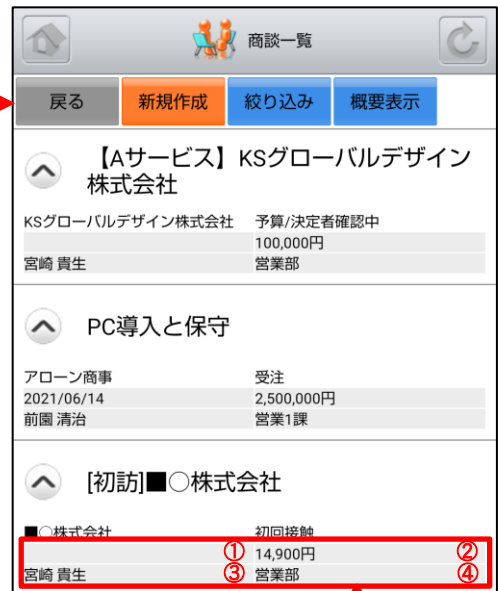 商談一覧
戻る 新規作成 絞り込み 概要表示
【Aサービス】KSグローバルデザイン
株式会社
KSグローバルデザイン株式会社 予算/決定者確認中
100,000円
宮崎 貴生 営業部
PC導入と保守
アローン商事 受注
2021/06/14 2,500,000円
前園 清治 営業1課
[初訪]■○株式会社
■○株式会社 初回接触
① 14,900円 ②
宮崎 貴生 ③ 営業部 ④